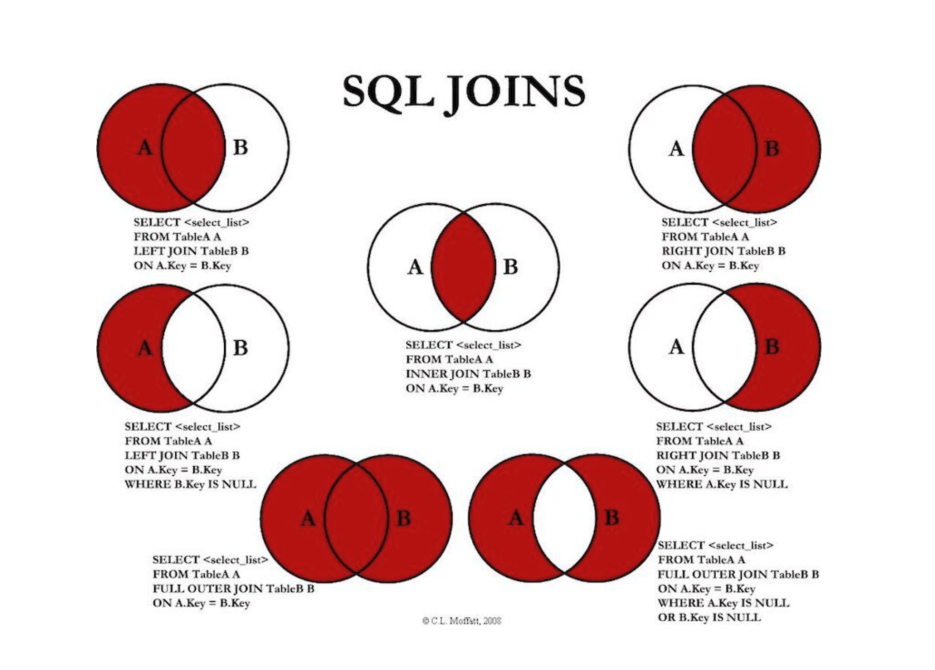 SQL JOINS
A B
SELECT <select_list>
FROM TableA A
LEFT JOIN TableB B
ON A.Key = B.Key
A B
SELECT <select_list>
FROM TableA A
RIGHT JOIN TableB B
ON A.Key = B.Key
A B
SELECT <select_list>
FROM TableA A
INNER JOIN TableB B
ON A.Key = B.Key
A B
SELECT <select_list>
FROM TableA A
LEFT JOIN TableB B
ON A.Key = B.Key
WHERE B.Key IS NULL
A B
SELECT <select_list>
FROM TableA A
RIGHT JOIN TableB B
ON A.Key = B.Key
WHERE A.Key IS NULL
A B
SELECT <select_list>
FROM TableA A
FULL OUTER JOIN TableB B
ON A.Key = B.Key
A B
SELECT <select_list>
FROM TableA A
FULL OUTER JOIN TableB B
ON A.Key = B.Key
WHERE A.Key IS NULL
OR B.Key IS NULL
© C.L. Moffatt, 2008